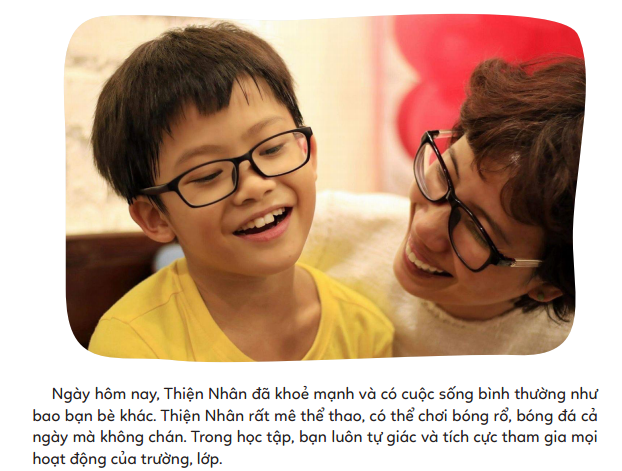 Ngày hôm nay, Thiện Nhân đã khoẻ mạnh và có cuộc sống bình thường như
bao bạn bè khác. Thiện Nhân rất mê thể thao, có thể chơi bóng rổ, bóng đá cả
ngày mà không chán. Trong học tập, bạn luôn tự giác và tích cực tham gia mọi
hoạt động của trường, lớp.